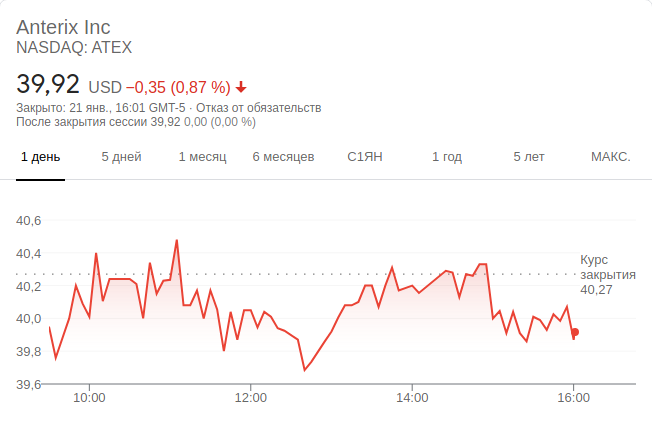 Anterix Inc
NASDAQ: ATEX
39,92 USD −0,35 (0,87 %)
Закрыто: 21 янв., 16:01 GMT-5 · Отказ от обязательств
После закрытия сессии 39,92 0,00 (0,00 %)
1 день 5 дней 1 месяц 6 месяцев С1ЯН 1 год 5 лет МАКС.
40,6
40,4
Курс
закрытия
40,27
40,2
40,0
39,8
39,6
10:00 12:00 14:00 16:00